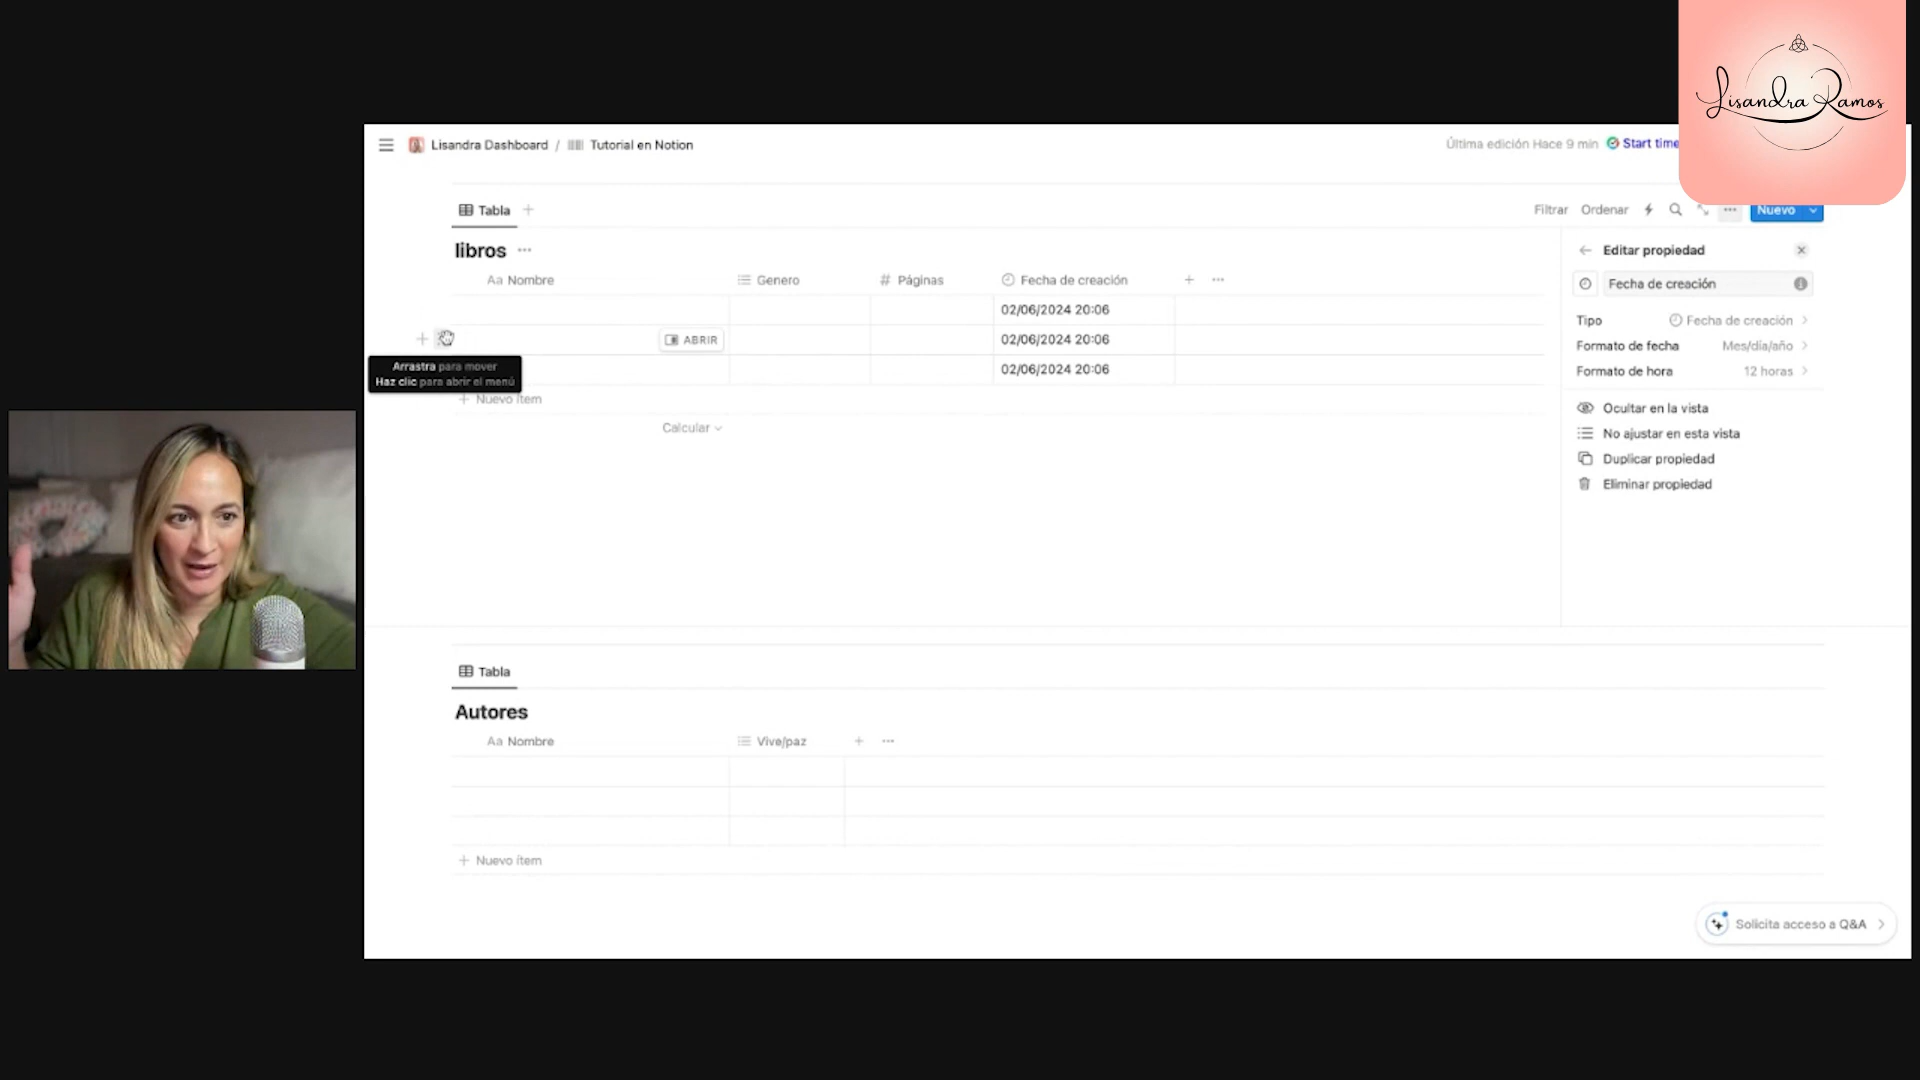 Lisandra Ramos
Lisandra Dashboard / Tutorial en Notion
Última edición Hace 9 min
Start time
Tabla
Filtrar Ordenar Nuevo
libros
Aa Nombre Genero # Páginas Fecha de creación
02/06/2024 20:06
ABRIR 02/06/2024 20:06
02/06/2024 20:06
Arrastra para mover
Haz clic para abrir el menú
Nuevo ítem
Calcular
Editar propiedad
Fecha de creación
Tipo Fecha de creación
Formato de fecha Mes/día/año
Formato de hora 12 horas
Ocultar en la vista
No ajustar en esta vista
Duplicar propiedad
Eliminar propiedad
Tabla
Autores
Aa Nombre Vive/paz
Nuevo ítem
Solicita acceso a Q&A